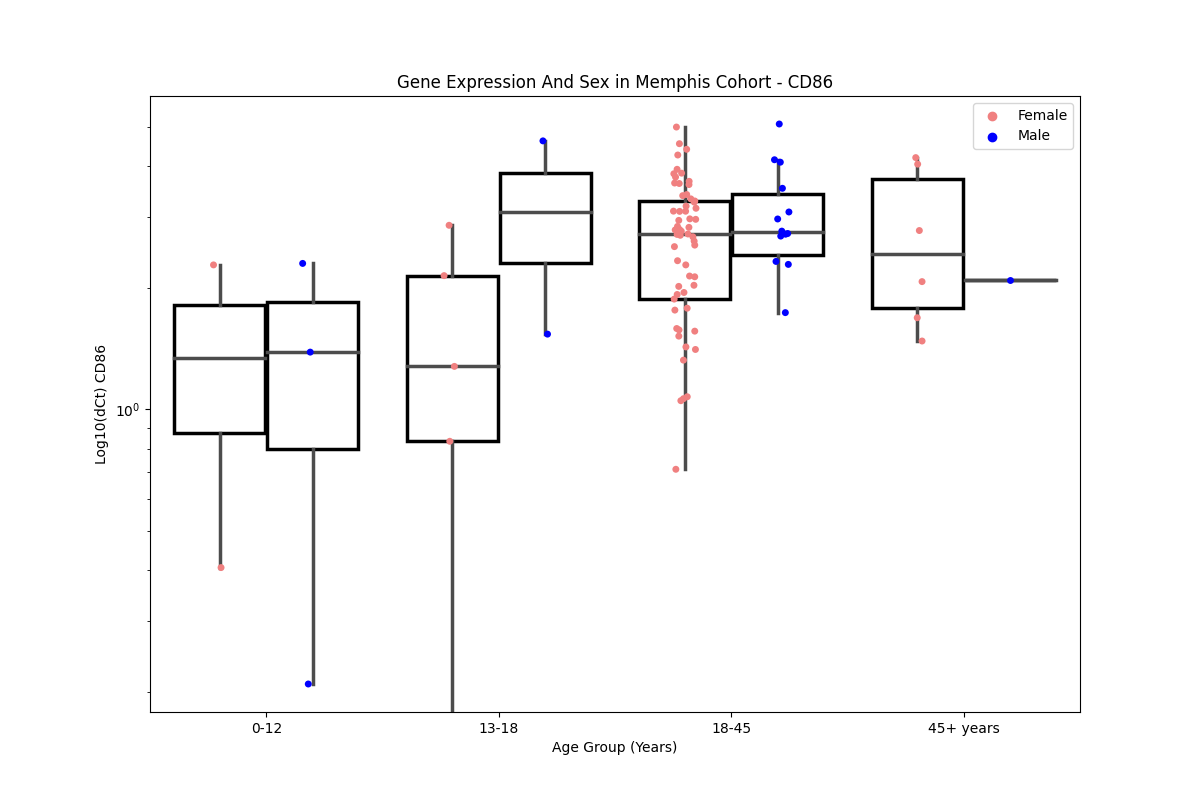 Gene Expression And Sex in Memphis Cohort - CD86
Female
Male
Log10(dCt) CD86
10⁰
0-12
13-18
18-45
45+ years
Age Group (Years)